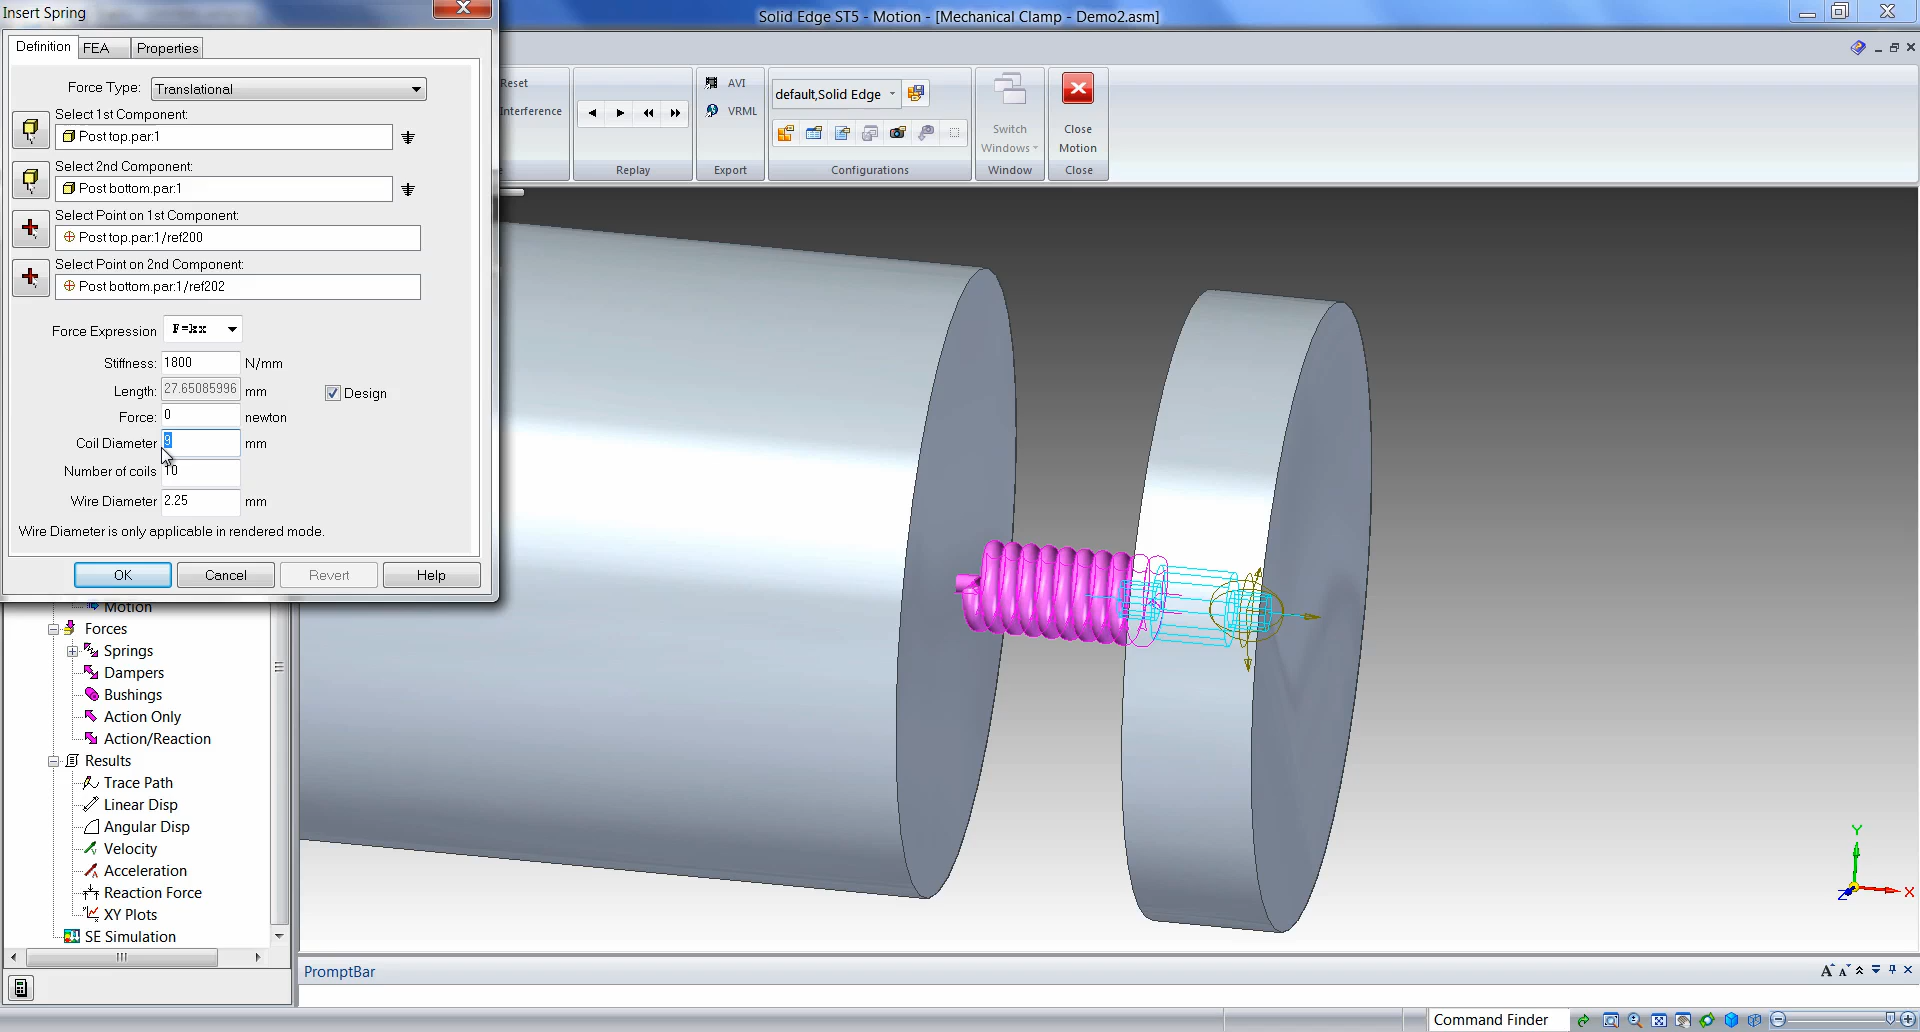 Insert Spring
Solid Edge ST5 - Motion - [Mechanical Clamp - Demo2.asm]
Definition
FEA
Properties
Force Type:
Translational
Select 1st Component:
Post top.par:1
Select 2nd Component:
Post bottom.par:1
Select Point on 1st Component:
Post top.par:1/ref200
Select Point on 2nd Component:
Post bottom.par:1/ref202
Force Expression
F=kx
Stiffness: 1800 N/mm
Length: 27.65085996 mm
Design
Force: 0 newton
Coil Diameter 9 mm
Number of coils 10
Wire Diameter 2.25 mm
Wire Diameter is only applicable in rendered mode.
OK
Cancel
Revert
Help
Reset
Interference
Replay
AVI
VRML
Export
default,Solid Edge
Configurations
Switch
Windows
Window
Close
Motion
Close
Motion
Forces
Springs
Dampers
Bushings
Action Only
Action/Reaction
Results
Trace Path
Linear Disp
Angular Disp
Velocity
Acceleration
Reaction Force
XY Plots
SE Simulation
Y
X
Z
PromptBar
A A
Command Finder